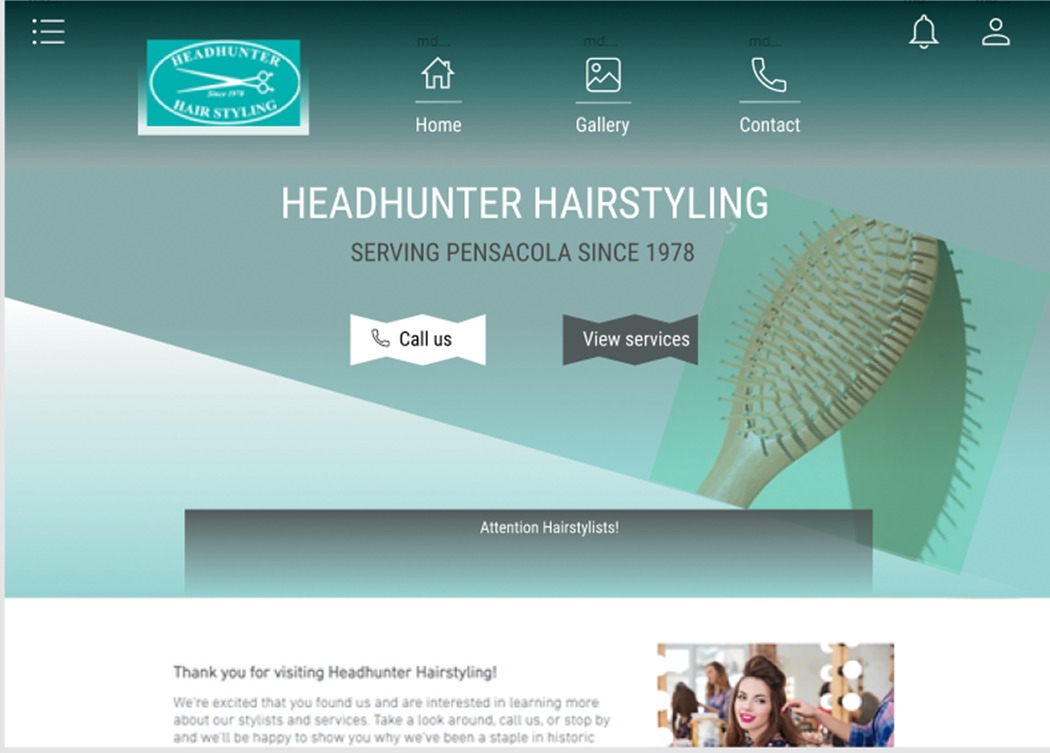 md...
md...
md...
HEADHUNTER
Since 1978
HAIR STYLING
Home
Gallery
Contact
HEADHUNTER HAIRSTYLING
SERVING PENSACOLA SINCE 1978
Call us
View services
Attention Hairstylists!
Thank you for visiting Headhunter Hairstyling!
We're excited that you found us and are interested in learning more
about our stylists and services. Take a look around, call us, or stop by
and we'll be happy to show you why we've been a staple in historic